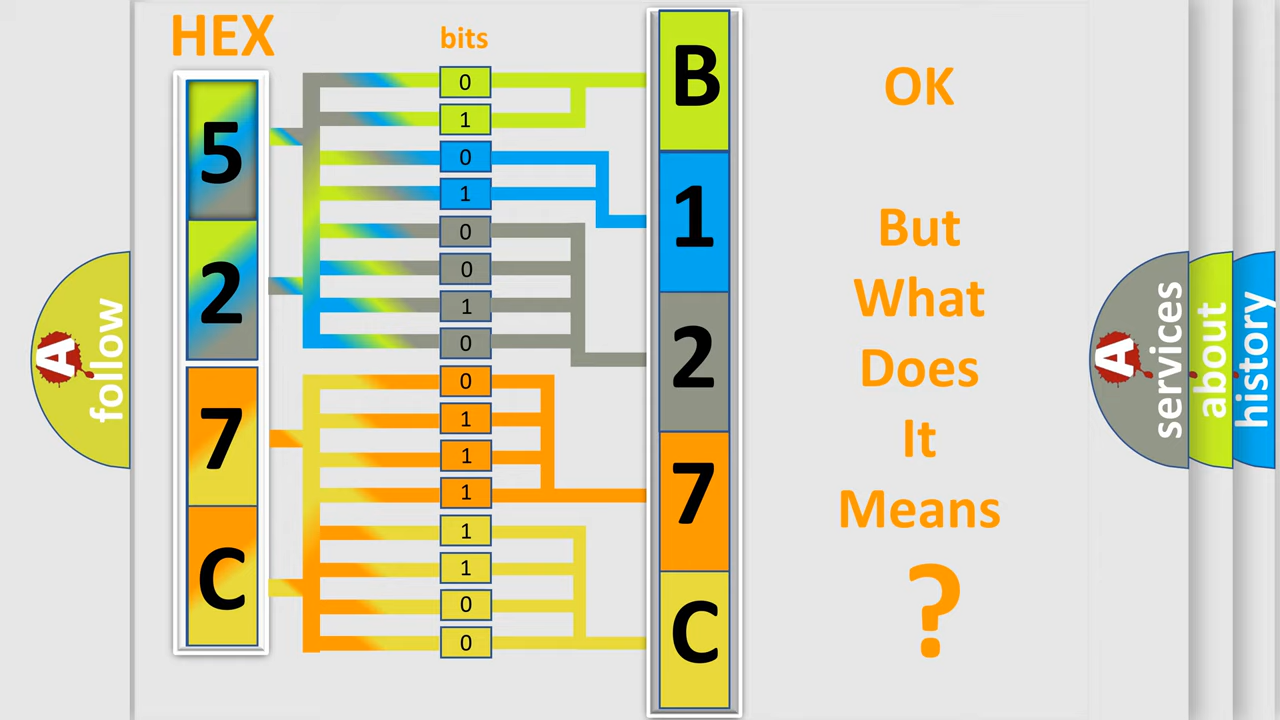 HEX
bits
5
2
7
C
0
1
0
1
0
0
1
0
0
1
1
1
1
1
0
0
B
1
2
7
C
OK
But
What
Does
It
Means
?
A
follow
A
services
about
history